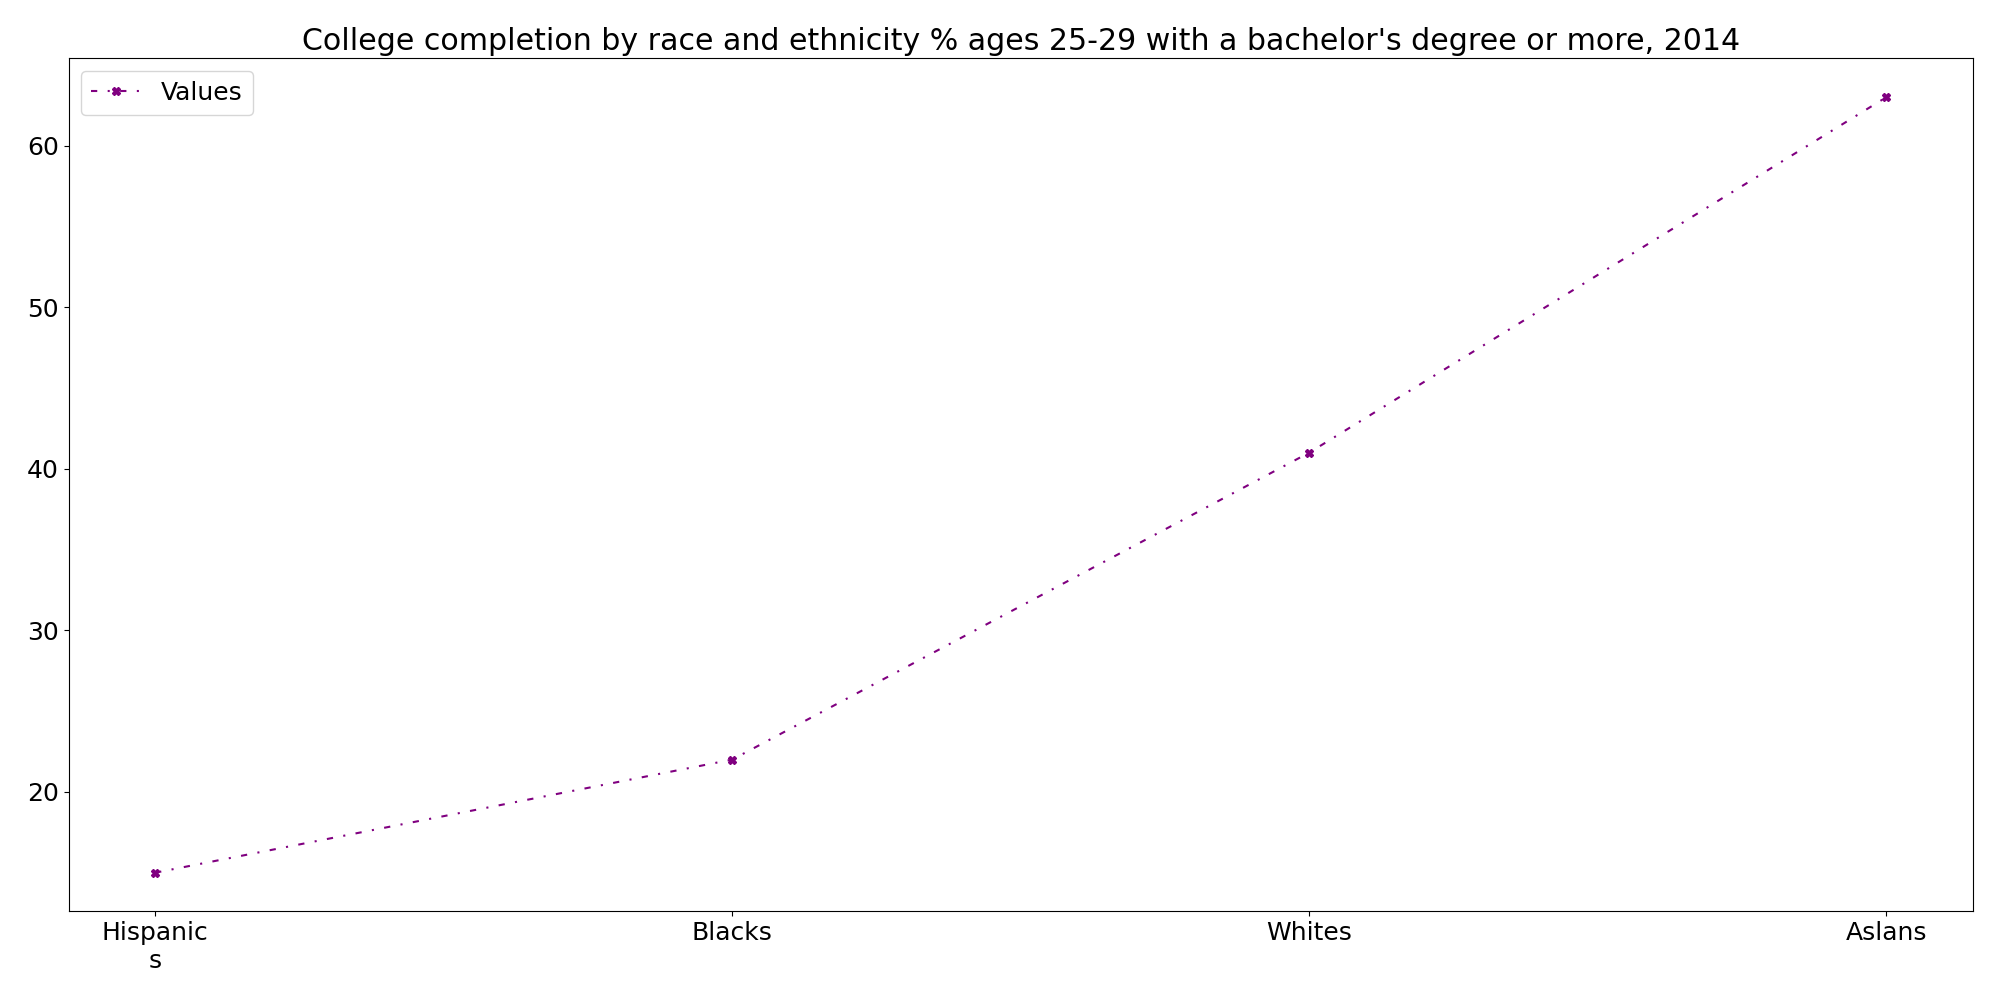 College completion by race and ethnicity % ages 25-29 with a bachelor's degree or more, 2014
Values
60
50
40
30
20
Hispanic
s
Blacks
Whites
Aslans